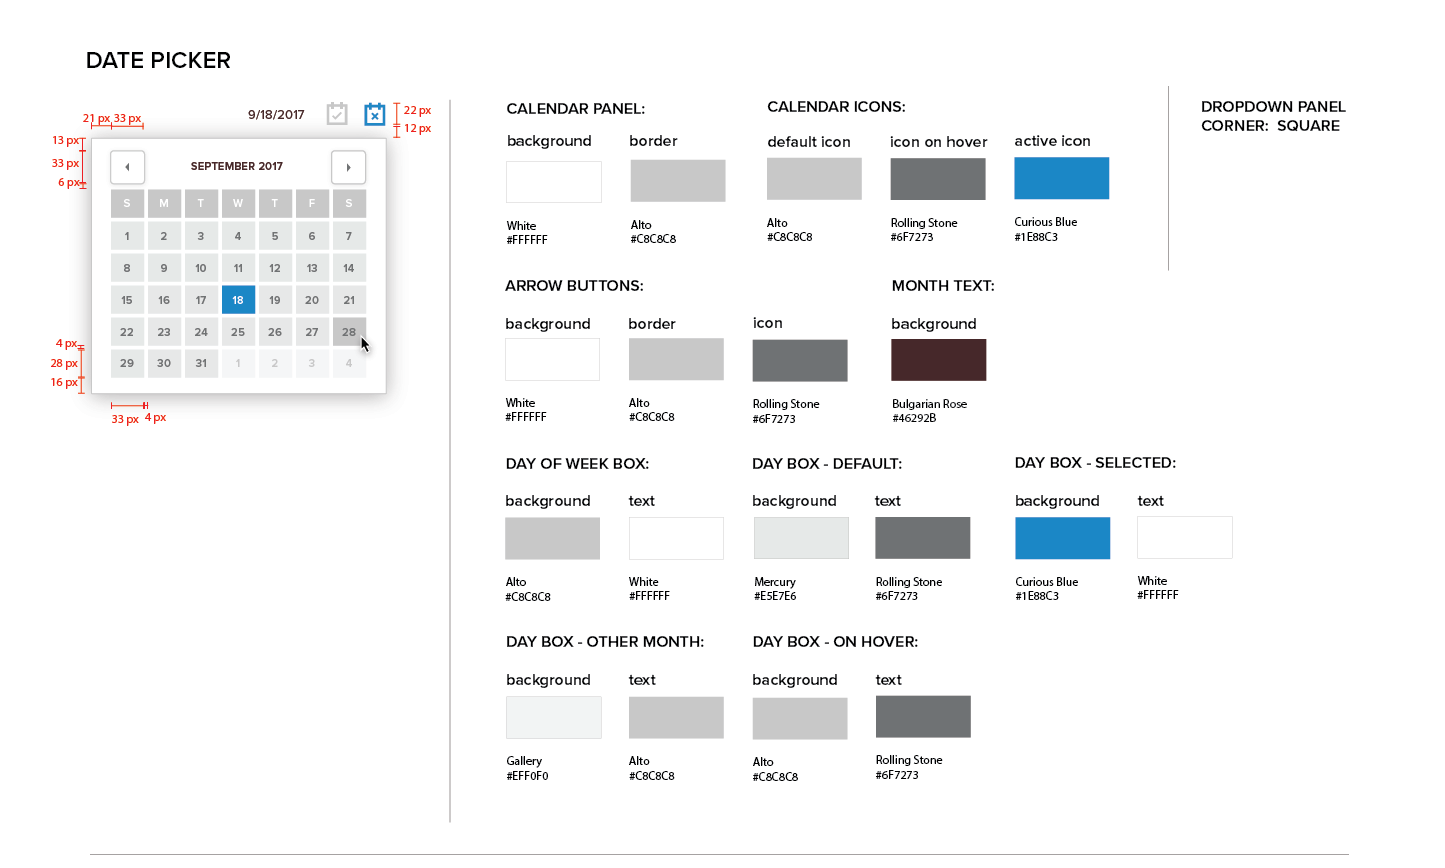 DATE PICKER
9/18/2017
22 px
12 px
21 px 33 px
13 px
33 px
6 px
SEPTEMBER 2017
S M T W T F S
1 2 3 4 5 6 7
8 9 10 11 12 13 14
15 16 17 18 19 20 21
22 23 24 25 26 27 28
29 30 31 1 2 3 4
4 px
28 px
16 px
33 px 4 px
CALENDAR PANEL:
background border
White Alto
#FFFFFF #C8C8C8
CALENDAR ICONS:
default icon icon on hover active icon
Alto Rolling Stone Curious Blue
#C8C8C8 #6F7273 #1E88C3
DROPDOWN PANEL
CORNER: SQUARE
ARROW BUTTONS:
background border icon
White Alto Rolling Stone
#FFFFFF #C8C8C8 #6F7273
MONTH TEXT:
background
Bulgarian Rose
#46292B
DAY OF WEEK BOX:
background text
Alto White
#C8C8C8 #FFFFFF
DAY BOX - DEFAULT:
background text
Mercury Rolling Stone
#E5E7E6 #6F7273
DAY BOX - SELECTED:
background text
Curious Blue White
#1E88C3 #FFFFFF
DAY BOX - OTHER MONTH:
background text
Gallery Alto
#EFF0F0 #C8C8C8
DAY BOX - ON HOVER:
background text
Alto Rolling Stone
#C8C8C8 #6F7273